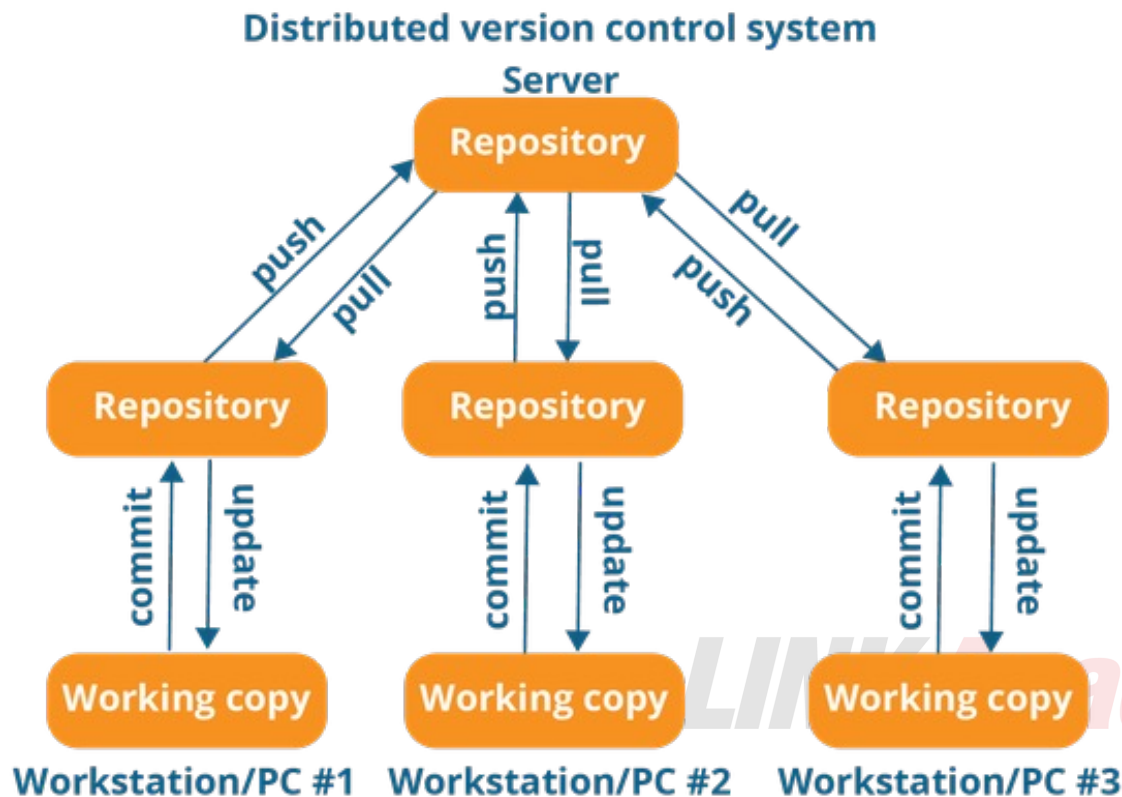 Distributed version control system
Server
Repository
push
pull
push
pull
push
pull
Repository
Repository
Repository
commit
update
commit
update
commit
update
LINK
Working copy
Working copy
Working copy
Workstation/PC #1
Workstation/PC #2
Workstation/PC #3